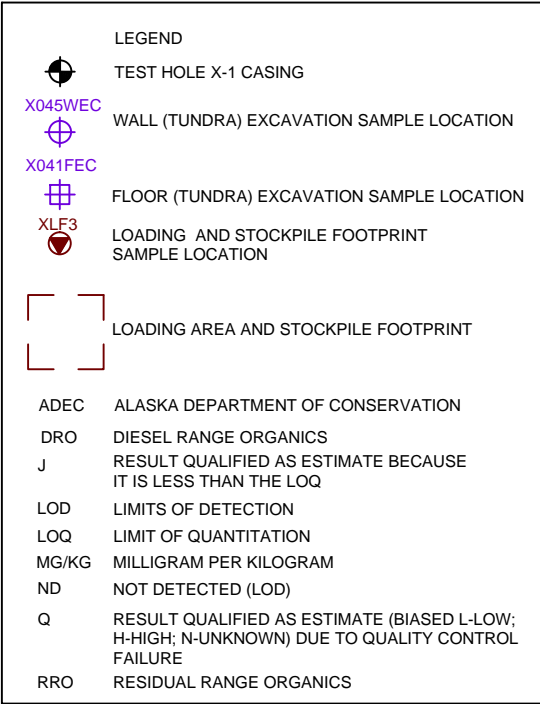 LEGEND
TEST HOLE X-1 CASING
X045WEC
WALL (TUNDRA) EXCAVATION SAMPLE LOCATION
X041FEC
FLOOR (TUNDRA) EXCAVATION SAMPLE LOCATION
XLF3
LOADING AND STOCKPILE FOOTPRINT
SAMPLE LOCATION
LOADING AREA AND STOCKPILE FOOTPRINT
ADEC ALASKA DEPARTMENT OF CONSERVATION
DRO DIESEL RANGE ORGANICS
J RESULT QUALIFIED AS ESTIMATE BECAUSE
IT IS LESS THAN THE LOQ
LOD LIMITS OF DETECTION
LOQ LIMIT OF QUANTITATION
MG/KG MILLIGRAM PER KILOGRAM
ND NOT DETECTED (LOD)
Q RESULT QUALIFIED AS ESTIMATE (BIASED L-LOW;
H-HIGH; N-UNKNOWN) DUE TO QUALITY CONTROL
FAILURE
RRO RESIDUAL RANGE ORGANICS